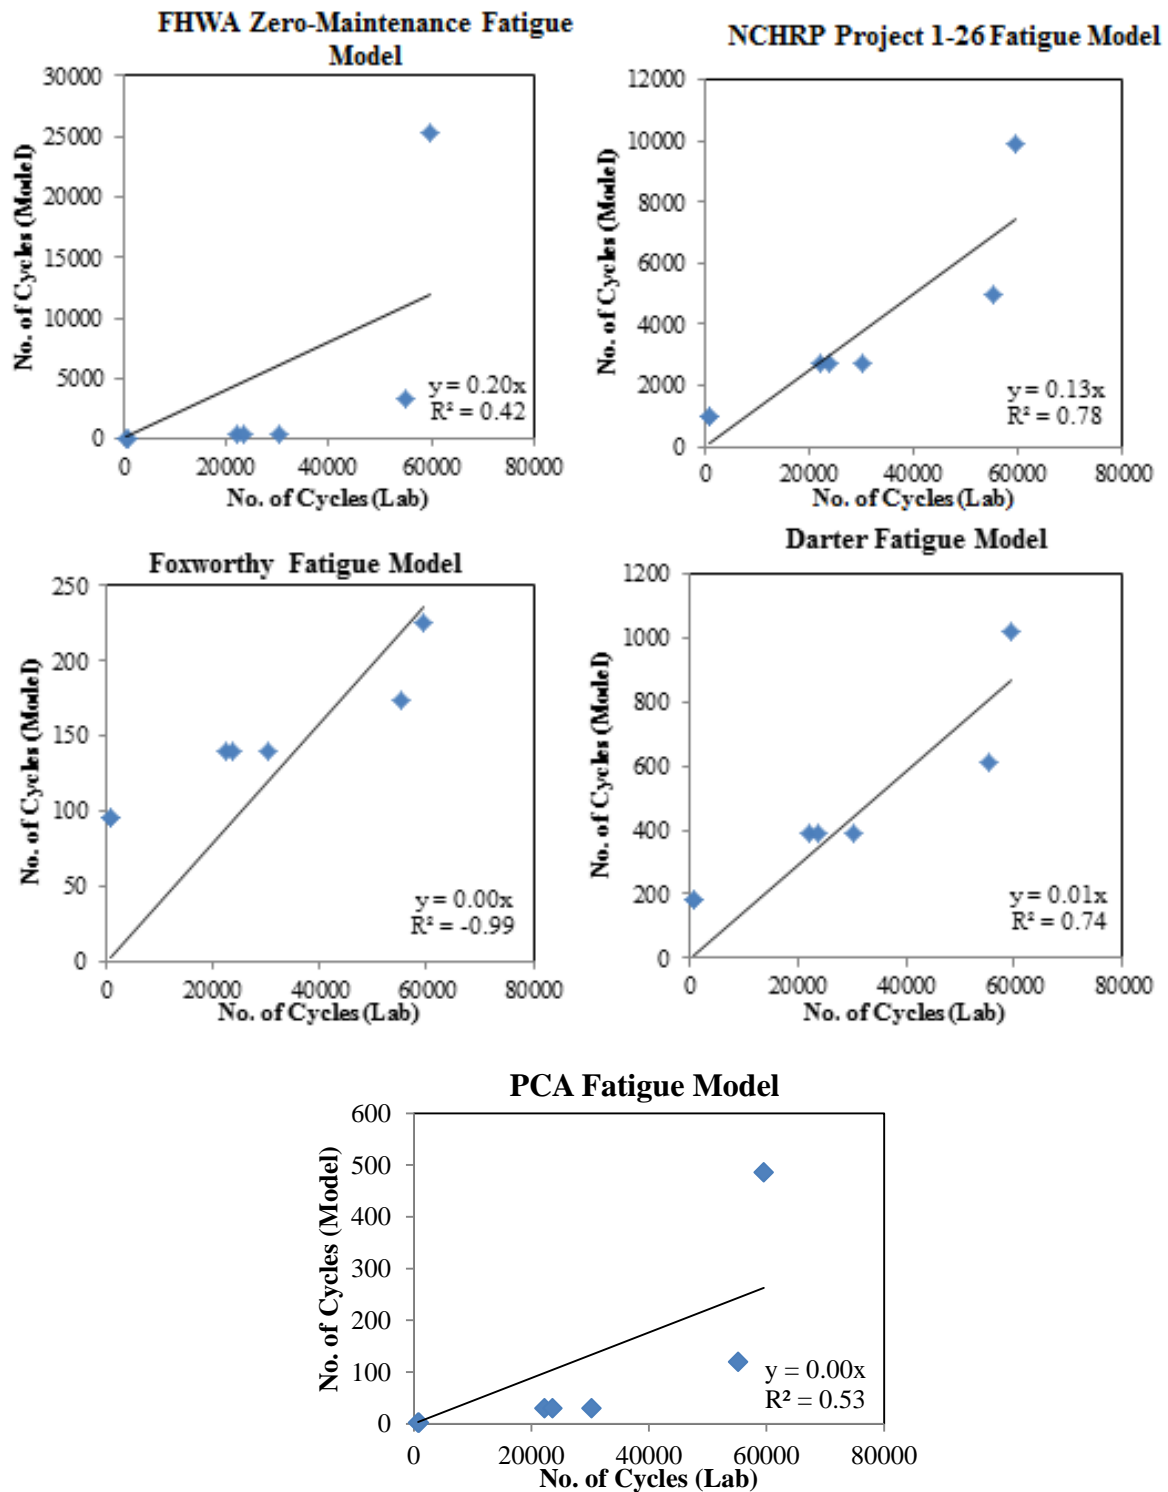 FHWA Zero-Maintenance Fatigue
Model
30000
25000
20000
15000
10000
5000
0
No. of Cycles (Model)
y = 0.20x
R² = 0.42
0 20000 40000 60000 80000
No. of Cycles (Lab)
NCHRP Project 1-26 Fatigue Model
12000
10000
8000
6000
4000
2000
0
No. of Cycles (Model)
y = 0.13x
R² = 0.78
0 20000 40000 60000 80000
No. of Cycles (Lab)
Foxworthy Fatigue Model
250
200
150
100
50
0
No. of Cycles (Model)
y = 0.00x
R² = -0.99
0 20000 40000 60000 80000
No. of Cycles (Lab)
Darter Fatigue Model
1200
1000
800
600
400
200
0
No. of Cycles (Model)
y = 0.01x
R² = 0.74
0 20000 40000 60000 80000
No. of Cycles (Lab)
PCA Fatigue Model
600
500
400
300
200
100
0
No. of Cycles (Model)
y = 0.00x
R² = 0.53
0 20000 40000 60000 80000
No. of Cycles (Lab)